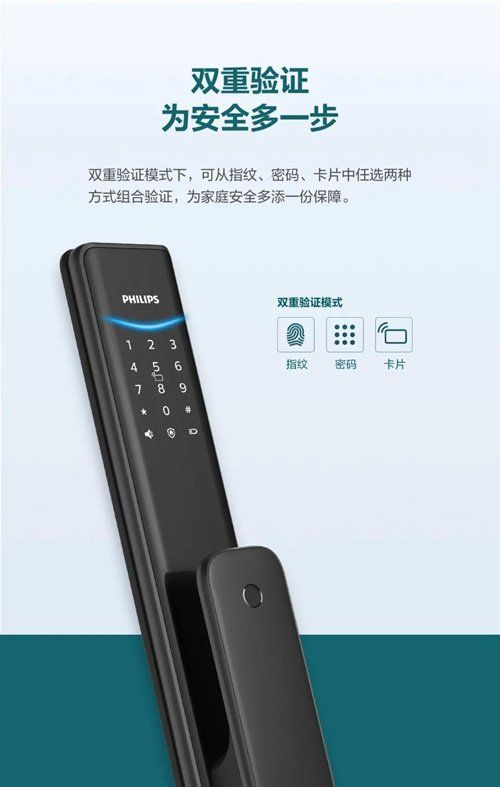 双重验证
为安全多一步
双重验证模式下，可从指纹、密码、卡片中任选两种
方式组合验证，为家庭安全多添一份保障。
PHILIPS
双重验证模式
指纹 密码 卡片
1 2 3
4 5 6
7 8 9
* 0 #